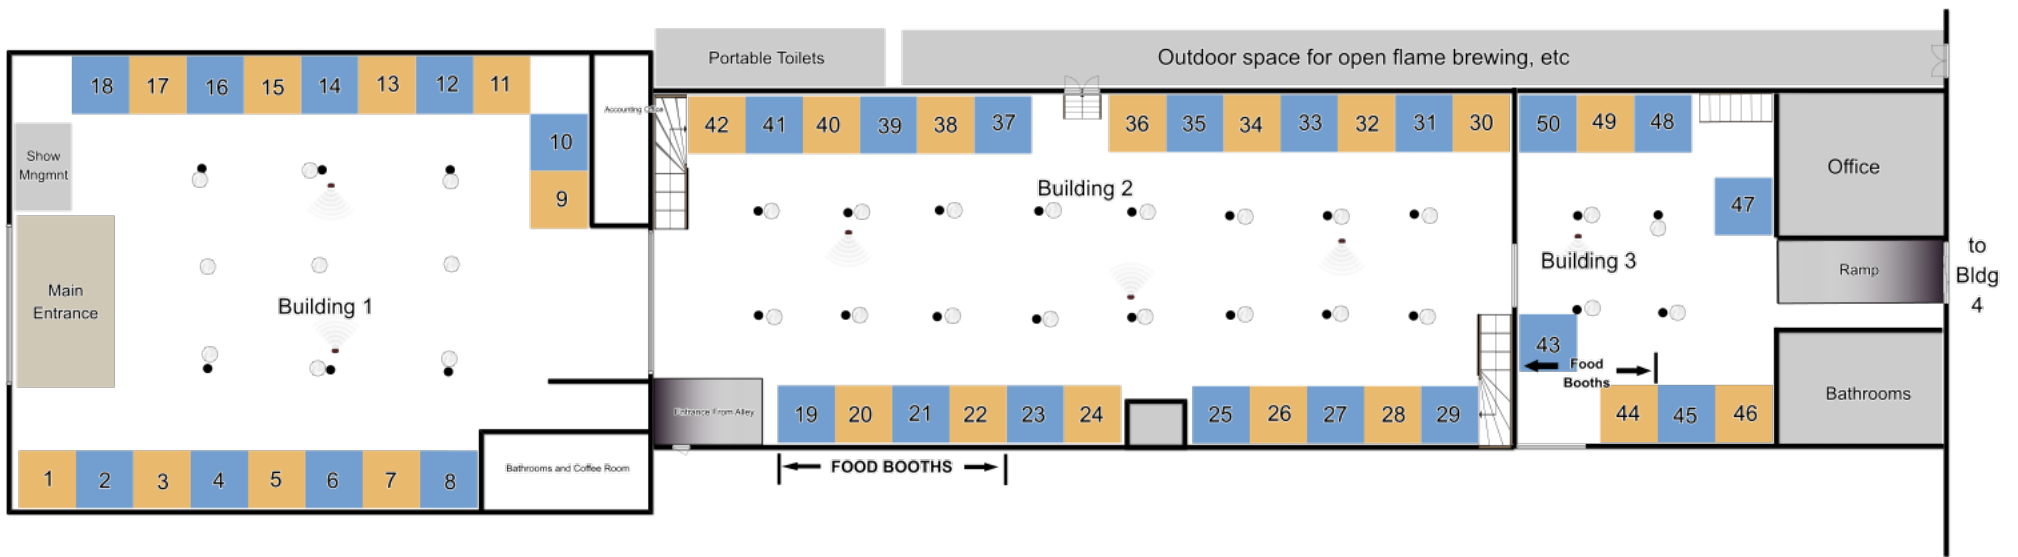 Portable Toilets
Outdoor space for open flame brewing, etc
18 17 16 15 14 13 12 11
Accounting Office
42 41 40 39 38 37
36 35 34 33 32 31 30
50 49 48
10
9
Show
Mngmnt
Building 2
Office
47
Building 3
Ramp
to
Bldg
4
Main
Entrance
Building 1
43
Food
Booths
Bathrooms
Entrance From Alley
19 20 21 22 23 24
25 26 27 28 29
44 45 46
FOOD BOOTHS
Bathrooms and Coffee Room
1 2 3 4 5 6 7 8